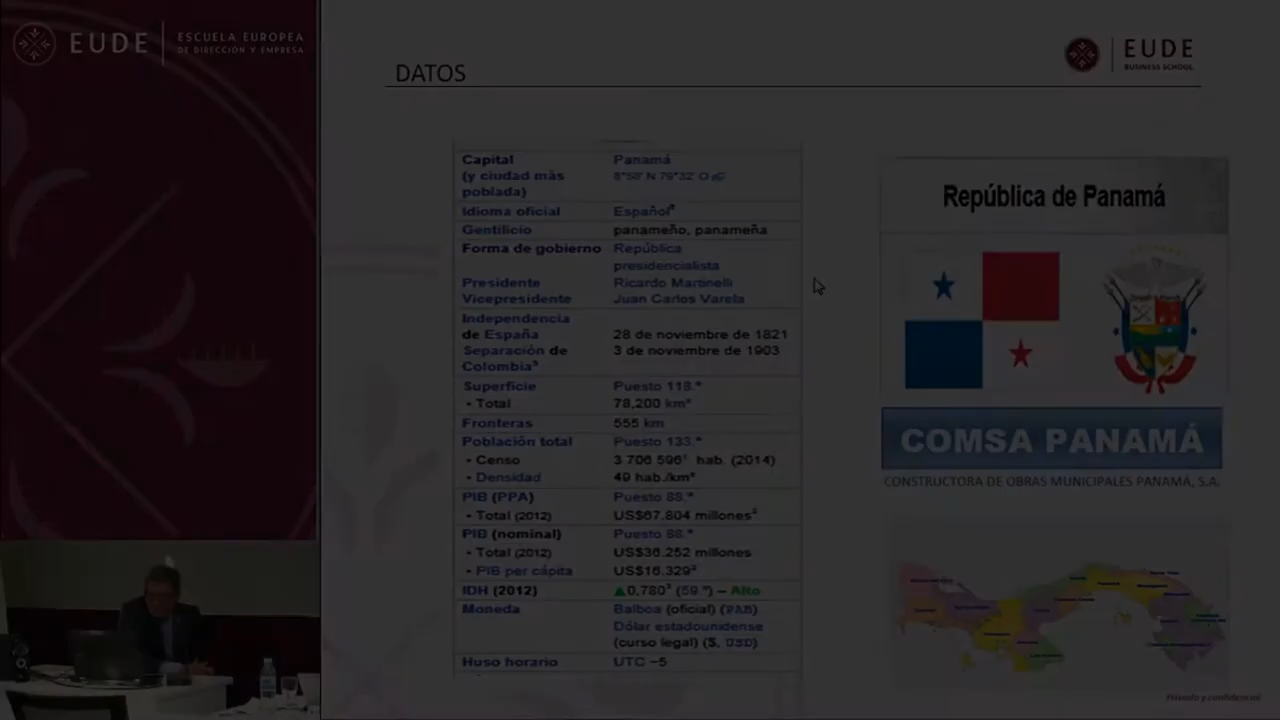 EUDE
ESCUELA EUROPEA
DE DIRECCIÓN Y EMPRESA
DATOS
EUDE
BUSINESS SCHOOL
Capital Panamá
(y ciudad más 8°58′ N 79°32′ O
poblada)
Idioma oficial Español
Gentilicio panameño, panameña
Forma de gobierno República
presidencialista
Presidente Ricardo Martinelli
Vicepresidente Juan Carlos Varela
Independencia
de España 28 de noviembre de 1821
Separación de 3 de noviembre de 1903
Colombia
Superficie Puesto 118.º
• Total 78,200 km²
Fronteras 555 km
Población total Puesto 133.º
• Censo 3 706 596 hab. (2014)
• Densidad 49 hab./km²
PIB (PPA) Puesto 88.º
• Total (2012) US$67.804 millones
PIB (nominal) Puesto 88.º
• Total (2012) US$36.252 millones
• PIB per cápita US$16.329
IDH (2012) ▲0,780 (59.º) – Alto
Moneda Balboa (oficial) (PAB)
Dólar estadounidense
(curso legal) ($, USD)
Huso horario UTC −5
República de Panamá
COMSA PANAMÁ
CONSTRUCTORA DE OBRAS MUNICIPALES PANAMÁ, S.A.
Privado y confidencial